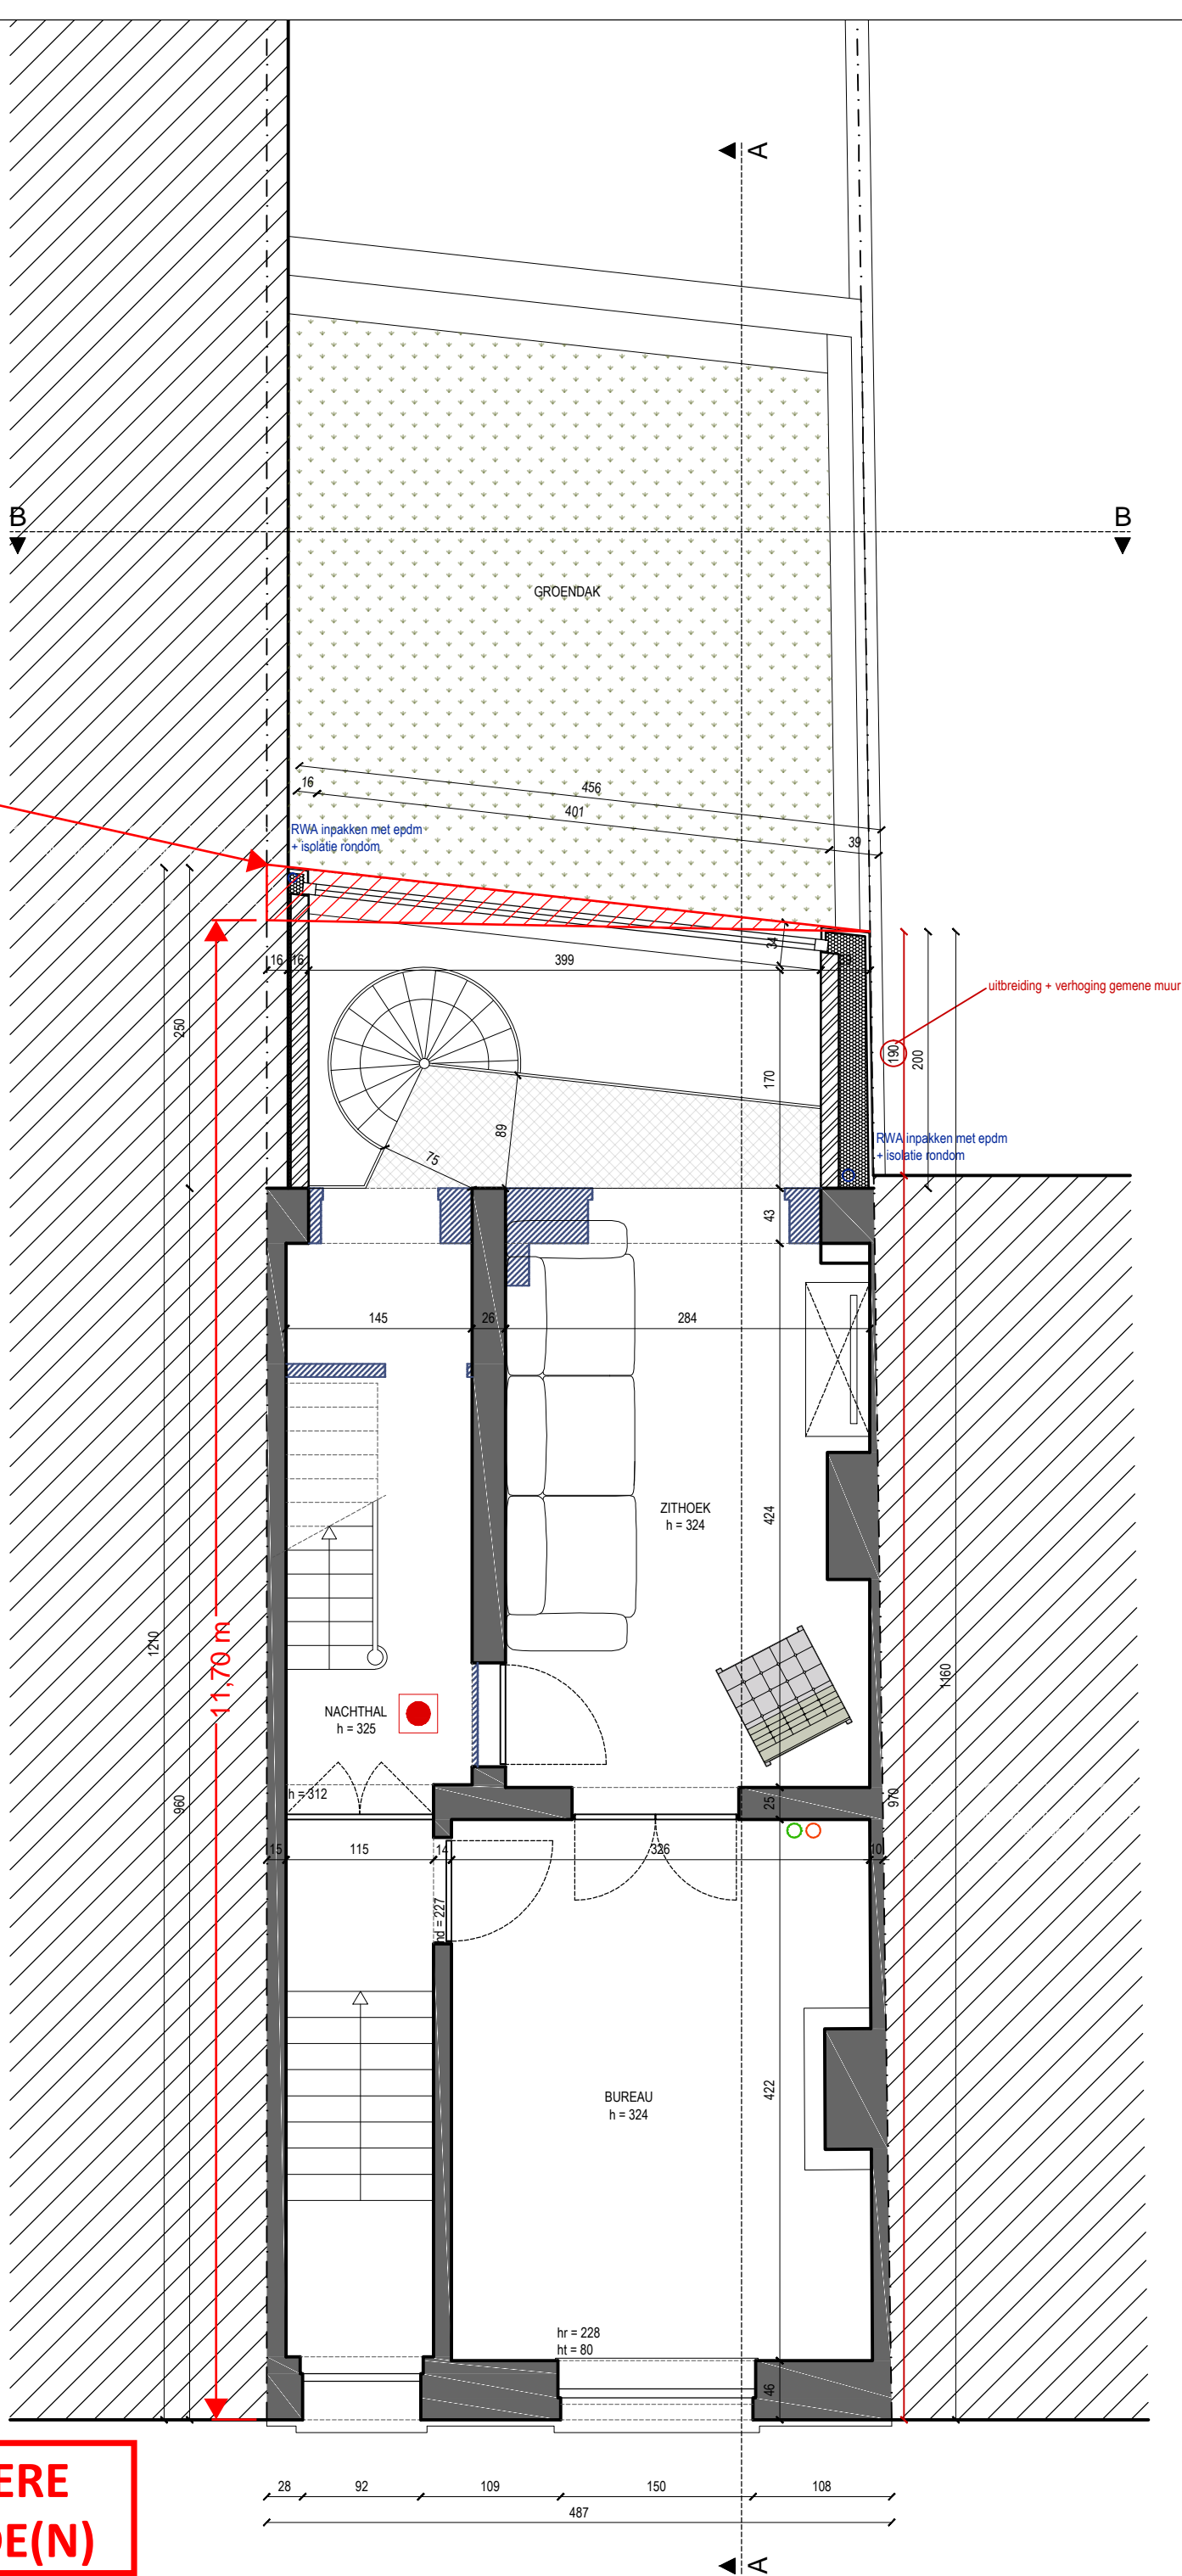 A
B
B
GROENDAK
456
16
401
39
RWA inpakken met epdm
+ isolatie rondom
34
16
16
399
uitbreiding + verhoging gemene muur
250
190
200
170
89
75
RWA inpakken met epdm
+ isolatie rondom
43
145
26
284
ZITHOEK
h = 324
424
1210
11,70 m
1160
NACHTHAL
h = 325
h = 312
960
25
970
15
115
14
326
10
hd = 227
BUREAU
h = 324
422
hr = 228
ht = 80
46
ERE
DE(N)
28
92
109
150
108
487
A